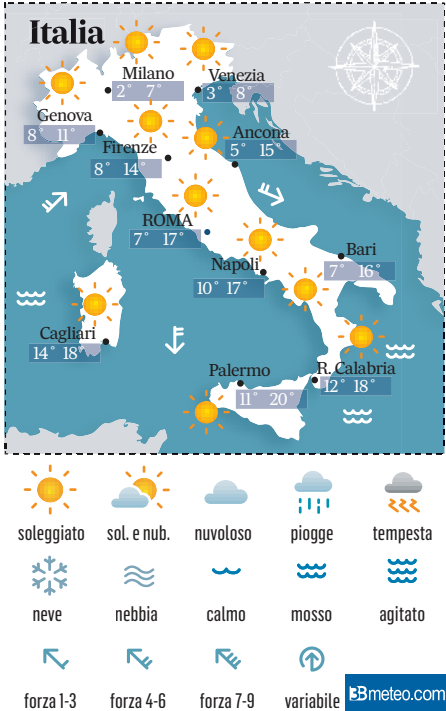 Italia
Milano
2° 7°
Venezia
3° 8°
Genova
8° 11°
Firenze
8° 14°
Ancona
5° 15°
ROMA
7° 17°
Napoli
10° 17°
Bari
7° 16°
Cagliari
14° 18°
Palermo
11° 20°
R. Calabria
12° 18°
soleggiato sol. e nub. nuvoloso piogge tempesta
neve nebbia calmo mosso agitato
forza 1-3 forza 4-6 forza 7-9 variabile
3Bmeteo.com